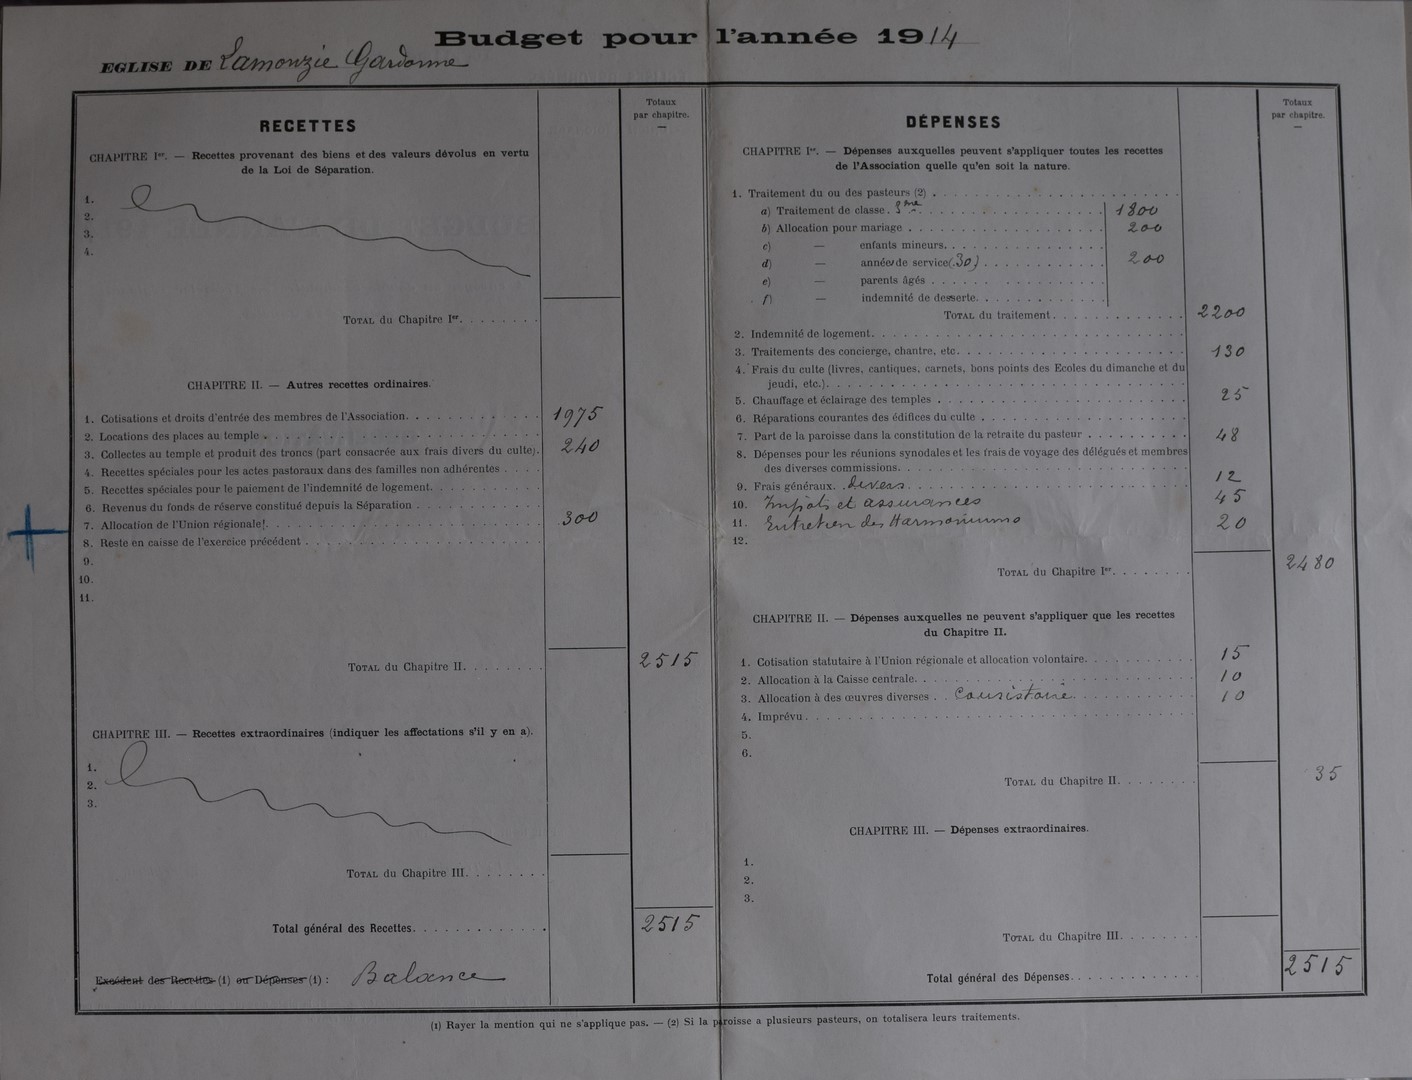 Budget pour l'année 1914
EGLISE DE Lamonzie Gardonne
Totaux
par chapitre.
RECETTES
CHAPITRE Ier. — Recettes provenant des biens et des valeurs dévolus en vertu
de la Loi de Séparation.
1.
2.
3.
4.
TOTAL du Chapitre Ier.
CHAPITRE II. — Autres recettes ordinaires.
1. Cotisations et droits d'entrée des membres de l'Association. 1975
2. Locations des places au temple
3. Collectes au temple et produit des troncs (part consacrée aux frais divers du culte). 240
4. Recettes spéciales pour les actes pastoraux dans des familles non adhérentes
5. Recettes spéciales pour le paiement de l'indemnité de logement.
6. Revenus du fonds de réserve constitué depuis la Séparation
7. Allocation de l'Union régionale. 300
8. Reste en caisse de l'exercice précédent
9.
10.
11.
TOTAL du Chapitre II. 2515
CHAPITRE III. — Recettes extraordinaires (indiquer les affectations s'il y en a).
1.
2.
3.
TOTAL du Chapitre III.
Total général des Recettes. 2515
Excédent des Recettes (1) ou Dépenses (1) : Balance
Totaux
par chapitre.
DÉPENSES
CHAPITRE Ier. — Dépenses auxquelles peuvent s'appliquer toutes les recettes
de l'Association quelle qu'en soit la nature.
1. Traitement du ou des pasteurs (2)
a) Traitement de classe. 3me 1800
b) Allocation pour mariage 200
c) — enfants mineurs.
d) — années de service (30) 200
e) — parents âgés
f) — indemnité de desserte.
TOTAL du traitement. 2200
2. Indemnité de logement.
3. Traitements des concierge, chantre, etc. 130
4. Frais du culte (livres, cantiques, carnets, bons points des Ecoles du dimanche et du
jeudi, etc.).
5. Chauffage et éclairage des temples 25
6. Réparations courantes des édifices du culte
7. Part de la paroisse dans la constitution de la retraite du pasteur 48
8. Dépenses pour les réunions synodales et les frais de voyage des délégués et membres
des diverses commissions.
9. Frais généraux. divers 12
10. Impôts et assurances 45
11. Entretien des Harmoniums 20
12.
TOTAL du Chapitre Ier. 2480
CHAPITRE II. — Dépenses auxquelles ne peuvent s'appliquer que les recettes
du Chapitre II.
1. Cotisation statutaire à l'Union régionale et allocation volontaire. 15
2. Allocation à la Caisse centrale. 10
3. Allocation à des œuvres diverses Consistoire 10
4. Imprévu
5.
6.
TOTAL du Chapitre II. 35
CHAPITRE III. — Dépenses extraordinaires.
1.
2.
3.
TOTAL du Chapitre III.
Total général des Dépenses. 2515
(1) Rayer la mention qui ne s'applique pas. — (2) Si la paroisse a plusieurs pasteurs, on totalisera leurs traitements.